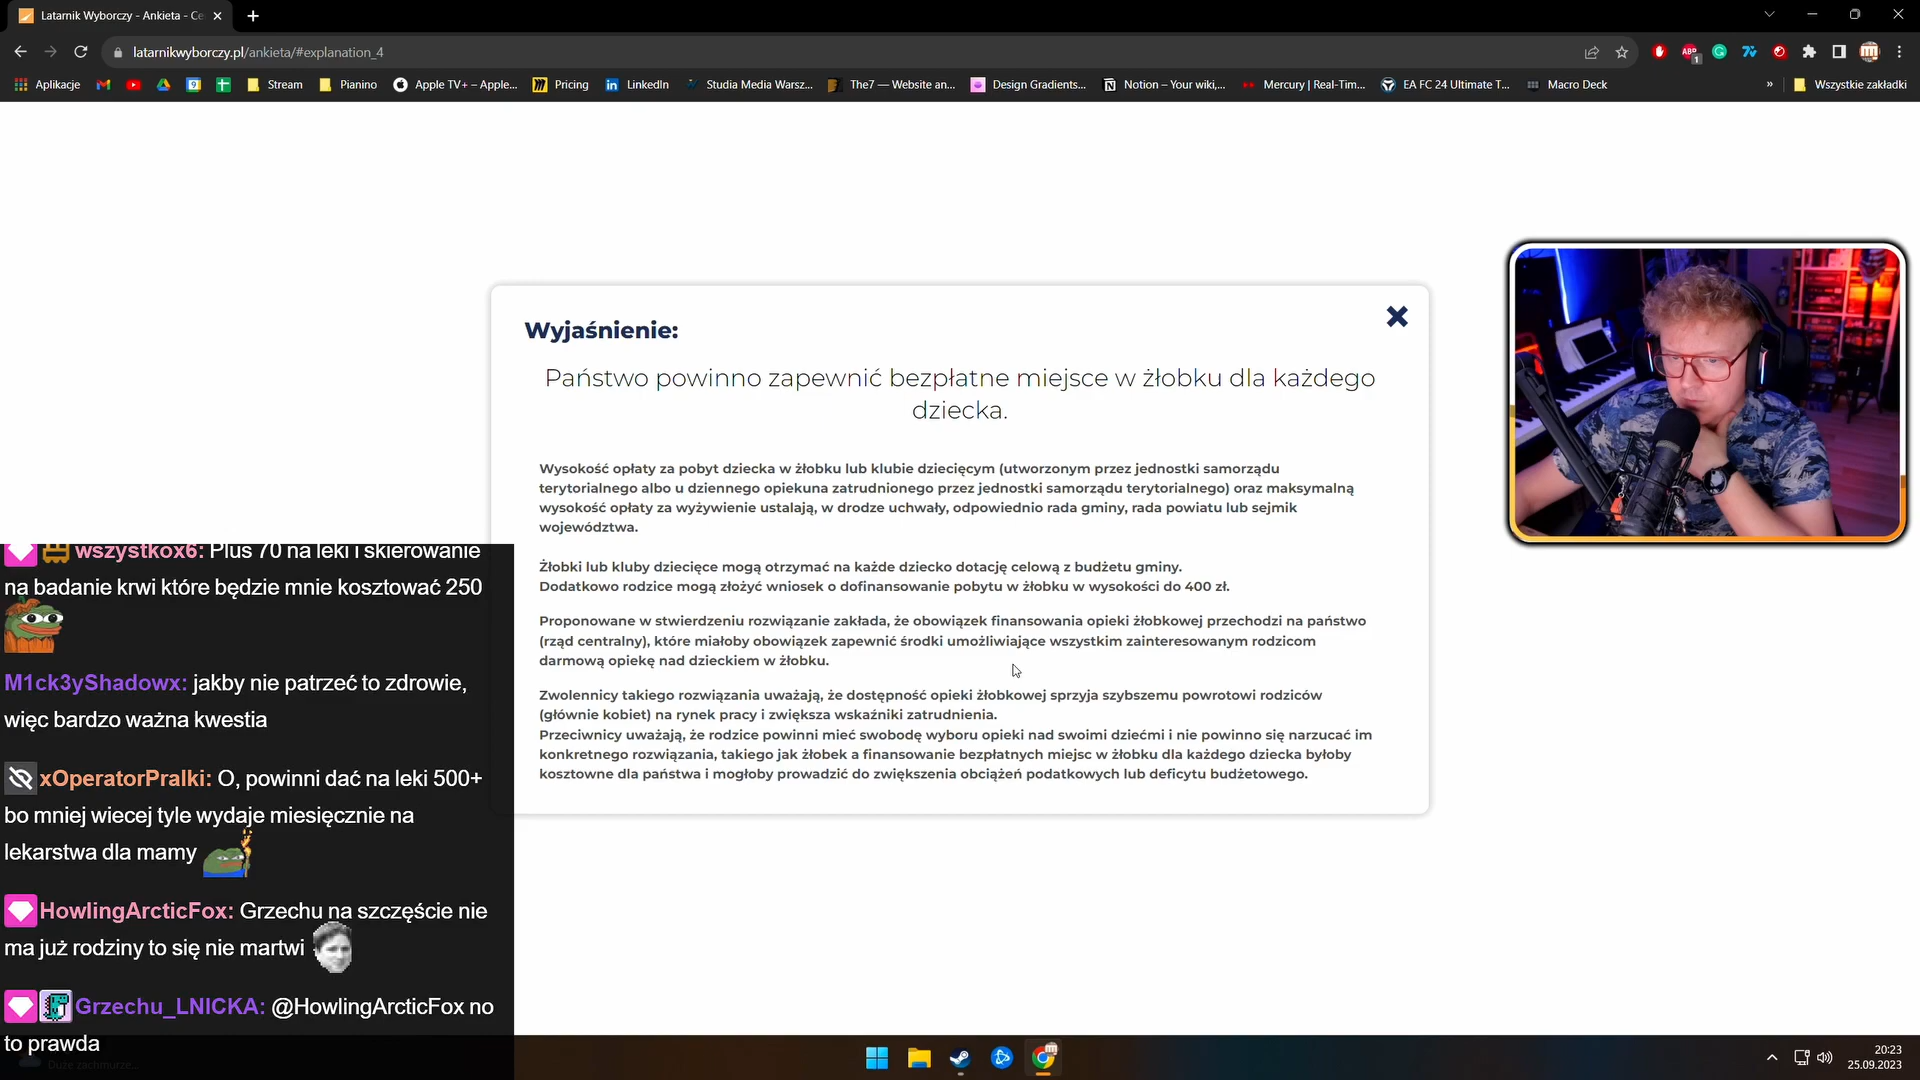 Latarnik Wyborczy - Ankieta - Ce
latarnikwyborczy.pl/ankieta/#explanation_4
Aplikacje
Stream
Pianino
Apple TV+ – Apple...
Pricing
LinkedIn
Studia Media Warsz...
The7 — Website an...
Design Gradients...
Notion – Your wiki,...
Mercury | Real-Tim...
EA FC 24 Ultimate T...
Macro Deck
»
Wszystkie zakładki
Wyjaśnienie:
Państwo powinno zapewnić bezpłatne miejsce w żłobku dla każdego
dziecka.
Wysokość opłaty za pobyt dziecka w żłobku lub klubie dziecięcym (utworzonym przez jednostki samorządu
terytorialnego albo u dziennego opiekuna zatrudnionego przez jednostki samorządu terytorialnego) oraz maksymalną
wysokość opłaty za wyżywienie ustalają, w drodze uchwały, odpowiednio rada gminy, rada powiatu lub sejmik
województwa.
Żłobki lub kluby dziecięce mogą otrzymać na każde dziecko dotację celową z budżetu gminy.
Dodatkowo rodzice mogą złożyć wniosek o dofinansowanie pobytu w żłobku w wysokości do 400 zł.
Proponowane w stwierdzeniu rozwiązanie zakłada, że obowiązek finansowania opieki żłobkowej przechodzi na państwo
(rząd centralny), które miałoby obowiązek zapewnić środki umożliwiające wszystkim zainteresowanym rodzicom
darmową opiekę nad dzieckiem w żłobku.
Zwolennicy takiego rozwiązania uważają, że dostępność opieki żłobkowej sprzyja szybszemu powrotowi rodziców
(głównie kobiet) na rynek pracy i zwiększa wskaźniki zatrudnienia.
Przeciwnicy uważają, że rodzice powinni mieć swobodę wyboru opieki nad swoimi dziećmi i nie powinno się narzucać im
konkretnego rozwiązania, takiego jak żłobek a finansowanie bezpłatnych miejsc w żłobku dla każdego dziecka byłoby
kosztowne dla państwa i mogłoby prowadzić do zwiększenia obciążeń podatkowych lub deficytu budżetowego.
wszystkox6: Plus 70 na leki i skierowanie
na badanie krwi które będzie mnie kosztować 250
M1ck3yShadowx: jakby nie patrzeć to zdrowie,
więc bardzo ważna kwestia
xOperatorPralki: O, powinni dać na leki 500+
bo mniej wiecej tyle wydaje miesięcznie na
lekarstwa dla mamy
HowlingArcticFox: Grzechu na szczęście nie
ma już rodziny to się nie martwi
Grzechu_LNICKA: @HowlingArcticFox no
to prawda
Duże zachmurze...
20:23
25.09.2023